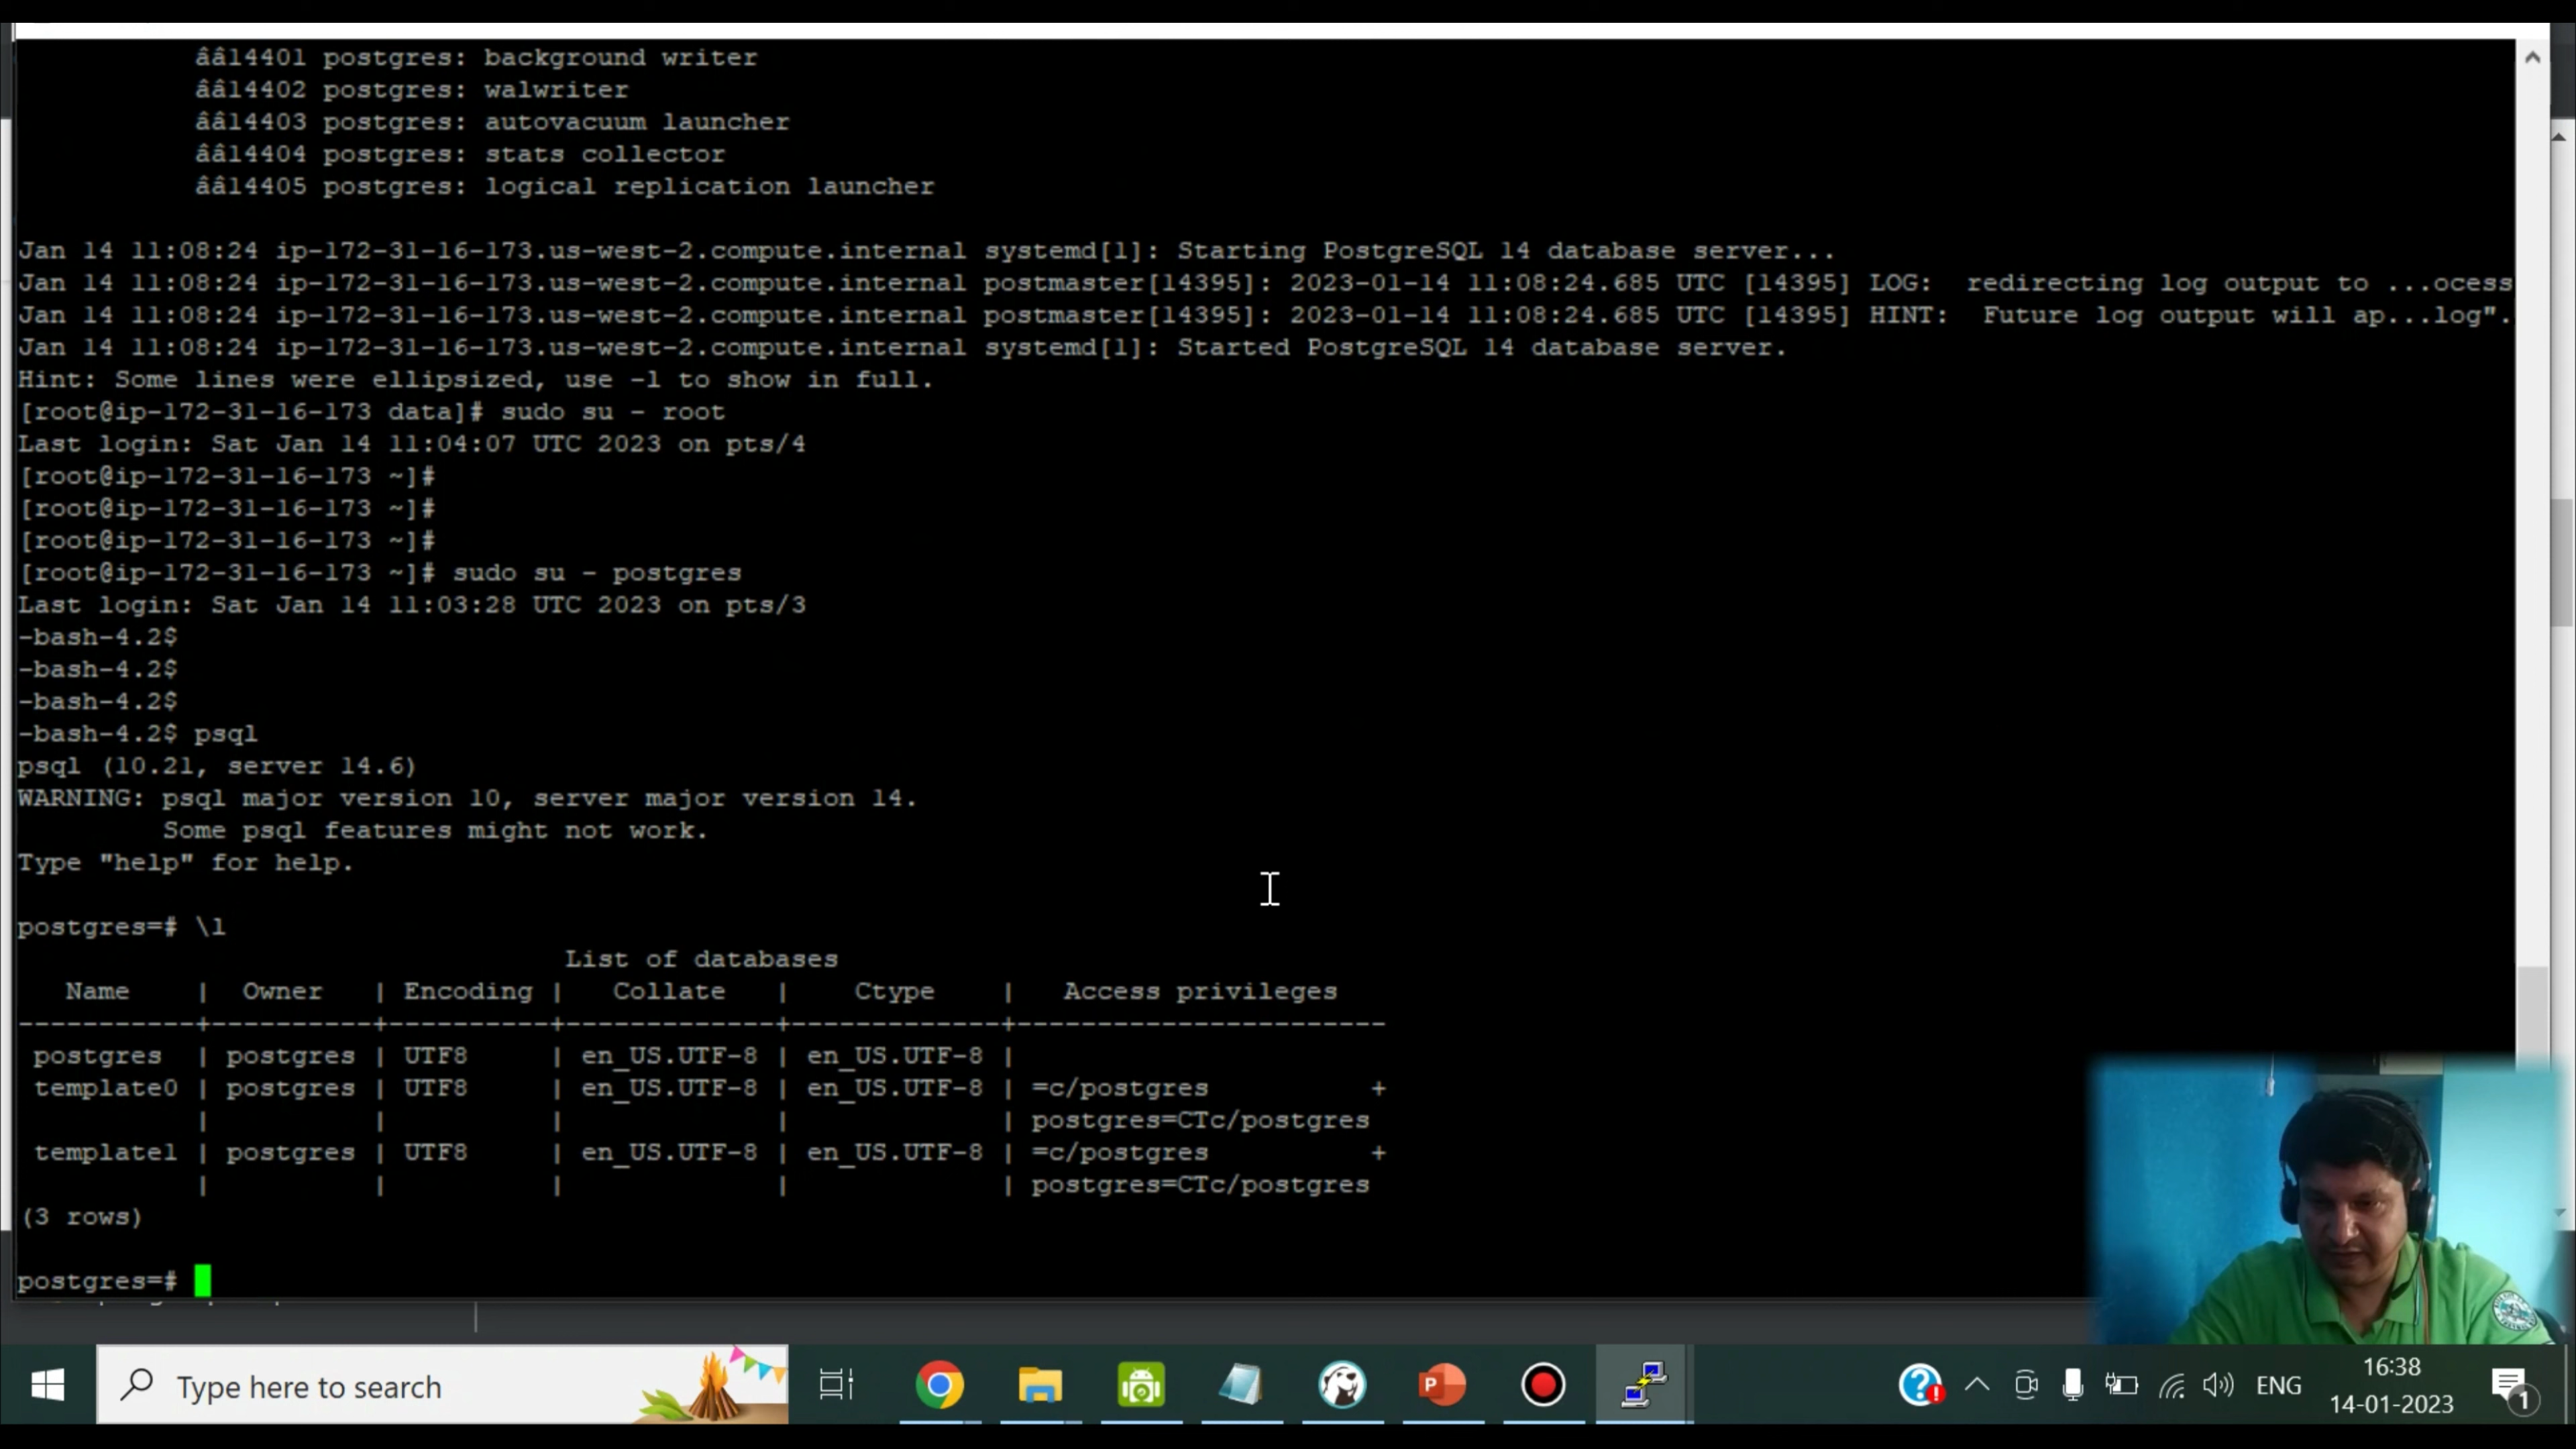 ââ14401 postgres: background writer
ââ14402 postgres: walwriter
ââ14403 postgres: autovacuum launcher
ââ14404 postgres: stats collector
ââ14405 postgres: logical replication launcher
Jan 14 11:08:24 ip-172-31-16-173.us-west-2.compute.internal systemd[1]: Starting PostgreSQL 14 database server...
Jan 14 11:08:24 ip-172-31-16-173.us-west-2.compute.internal postmaster[14395]: 2023-01-14 11:08:24.685 UTC [14395] LOG:  redirecting log output to ...ocess
Jan 14 11:08:24 ip-172-31-16-173.us-west-2.compute.internal postmaster[14395]: 2023-01-14 11:08:24.685 UTC [14395] HINT:  Future log output will ap...log".
Jan 14 11:08:24 ip-172-31-16-173.us-west-2.compute.internal systemd[1]: Started PostgreSQL 14 database server.
Hint: Some lines were ellipsized, use -l to show in full.
[root@ip-172-31-16-173 data]# sudo su - root
Last login: Sat Jan 14 11:04:07 UTC 2023 on pts/4
[root@ip-172-31-16-173 ~]#
[root@ip-172-31-16-173 ~]#
[root@ip-172-31-16-173 ~]#
[root@ip-172-31-16-173 ~]# sudo su - postgres
Last login: Sat Jan 14 11:03:28 UTC 2023 on pts/3
-bash-4.2$
-bash-4.2$
-bash-4.2$
-bash-4.2$ psql
psql (10.21, server 14.6)
WARNING: psql major version 10, server major version 14.
         Some psql features might not work.
Type "help" for help.
postgres=# \l
List of databases
   Name    |  Owner   | Encoding |   Collate   |    Ctype    |   Access privileges
-----------+----------+----------+-------------+-------------+-----------------------
 postgres  | postgres | UTF8     | en_US.UTF-8 | en_US.UTF-8 |
 template0 | postgres | UTF8     | en_US.UTF-8 | en_US.UTF-8 | =c/postgres          +
           |          |          |             |             | postgres=CTc/postgres
 template1 | postgres | UTF8     | en_US.UTF-8 | en_US.UTF-8 | =c/postgres          +
           |          |          |             |             | postgres=CTc/postgres
(3 rows)
postgres=#
Type here to search
P
ENG
16:38
14-01-2023
1